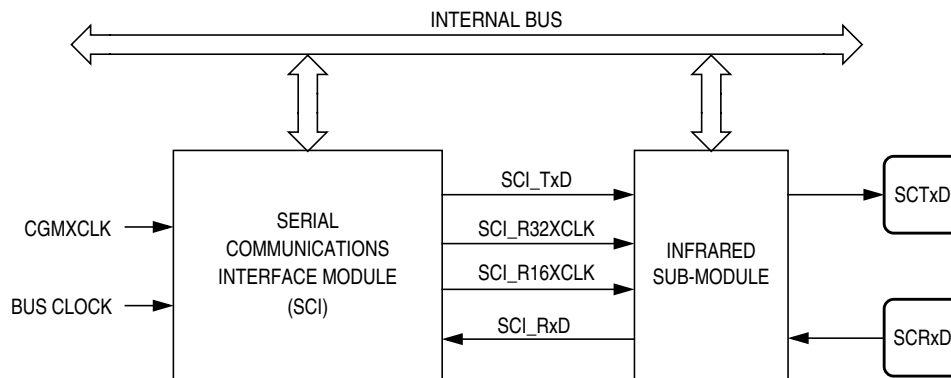 INTERNAL BUS
SCI_TxD
SCTxD
CGMXCLK
SERIAL
COMMUNICATIONS
INTERFACE MODULE
(SCI)
SCI_R32XCLK
INFRARED
SUB-MODULE
SCI_R16XCLK
BUS CLOCK
SCI_RxD
SCRxD